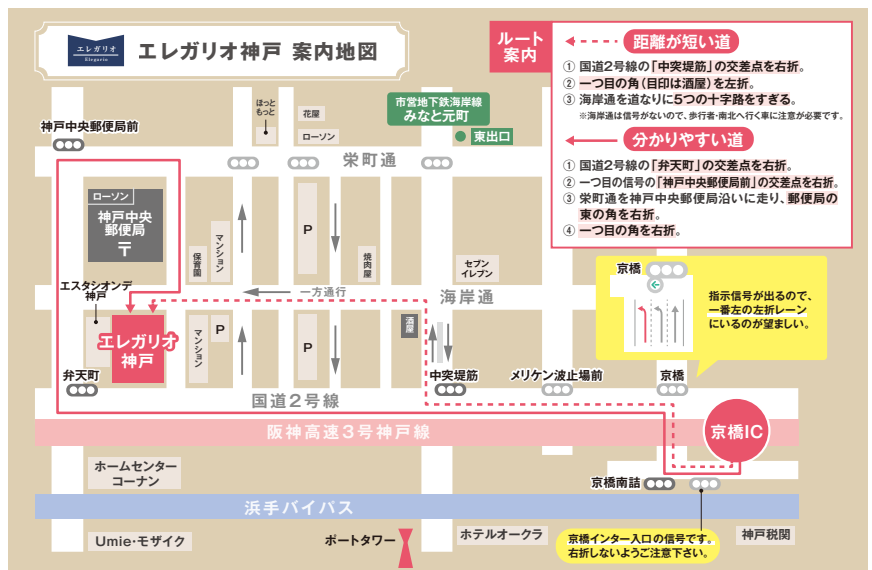 エレガリオ
Elegario
エレガリオ神戸 案内地図
ルート
案内
距離が短い道
① 国道2号線の「中突堤筋」の交差点を右折。
② 一つ目の角(目印は酒屋)を左折。
③ 海岸通を道なりに5つの十字路をすぎる。
※海岸通は信号がないので、歩行者・南北へ行く車に注意が必要です。
分かりやすい道
① 国道2号線の「弁天町」の交差点を右折。
② 一つ目の信号の「神戸中央郵便局前」の交差点を右折。
③ 栄町通を神戸中央郵便局沿いに走り、郵便局の
東の角を右折。
④ 一つ目の角を右折。
神戸中央郵便局前
ほっと
もっと
花屋
ローソン
市営地下鉄海岸線
みなと元町
東出口
栄町通
ローソン
神戸中央
郵便局
〒
保育園
マンション
P
焼肉屋
セブン
イレブン
エスタシオンデ
神戸
一方通行
海岸通
エレガリオ
神戸
マンション
P
P
酒屋
京橋
指示信号が出るので、
一番左の左折レーン
にいるのが望ましい。
弁天町
中突堤筋
メリケン波止場前
京橋
国道2号線
阪神高速3号神戸線
京橋IC
ホームセンター
コーナン
京橋南詰
浜手バイパス
Umie・モザイク
ポートタワー
ホテルオークラ
京橋インター入口の信号です。
右折しないようご注意下さい。
神戸税関